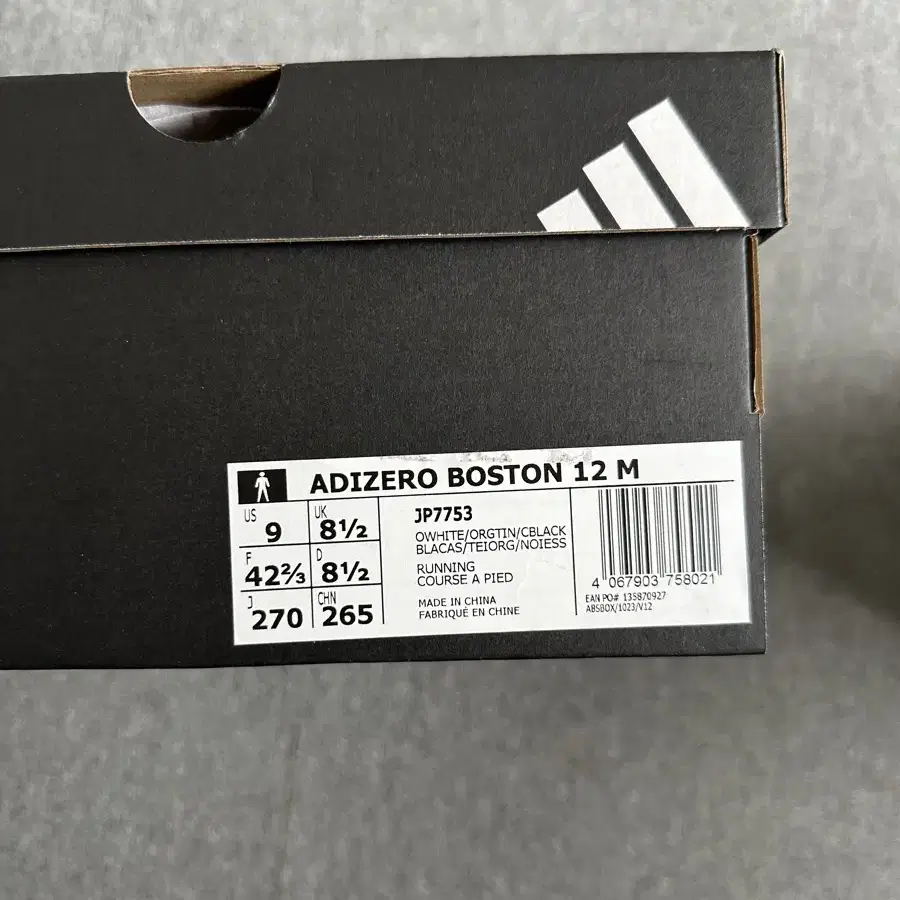 ADIZERO BOSTON 12 M
US 9 UK 8½
F 42⅔ D 8½
J 270 CHN 265
JP7753
OWHITE/ORGTIN/CBLACK
BLACAS/TEIORG/NOIESS
RUNNING
COURSE A PIED
MADE IN CHINA
FABRIQUÉ EN CHINE
4 067903 758021
EAN PO# 135870927
ABSBOX/1023/V12